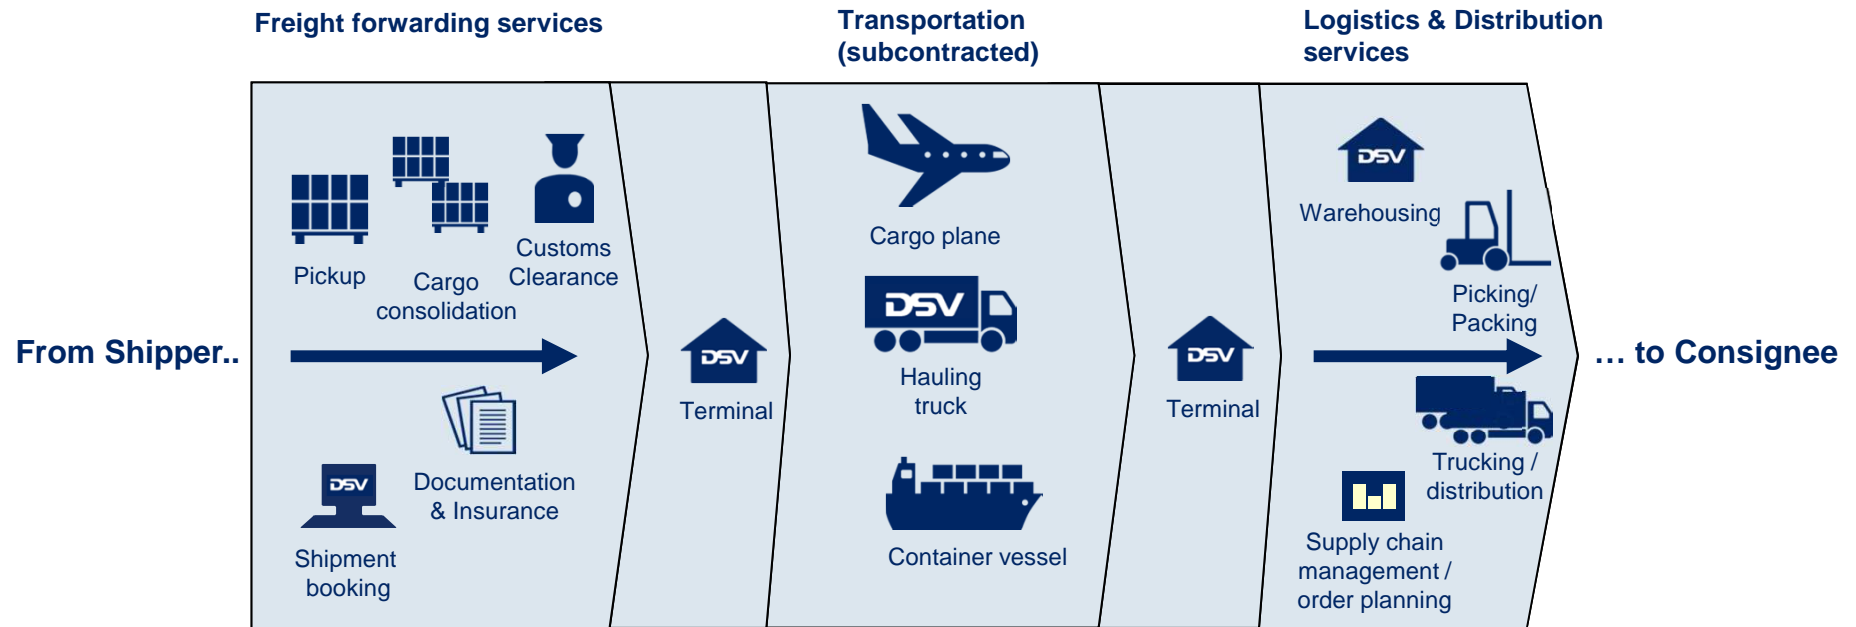 Freight forwarding services
Transportation
(subcontracted)
Logistics & Distribution
services
From Shipper..
Pickup
Cargo
consolidation
Customs
Clearance
Documentation
& Insurance
DSV
Shipment
booking
DSV
Terminal
Cargo plane
DSV
Hauling
truck
Container vessel
DSV
Terminal
DSV
Warehousing
Picking/
Packing
Trucking /
distribution
Supply chain
management /
order planning
... to Consignee